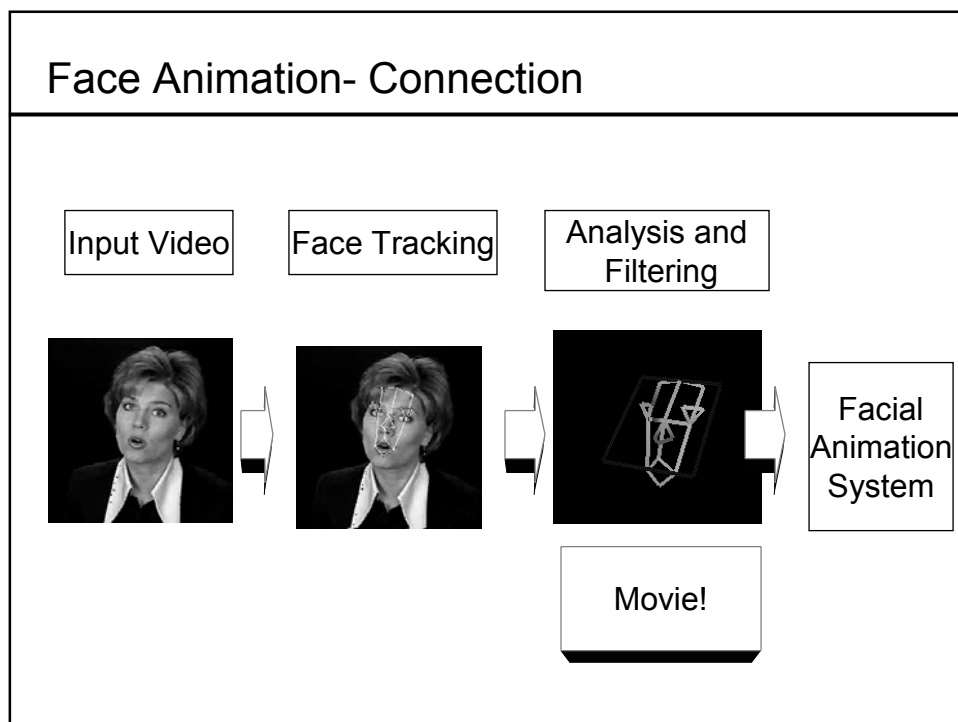 Face Animation- Connection
Input Video
Face Tracking
Analysis and
Filtering
Facial
Animation
System
Movie!